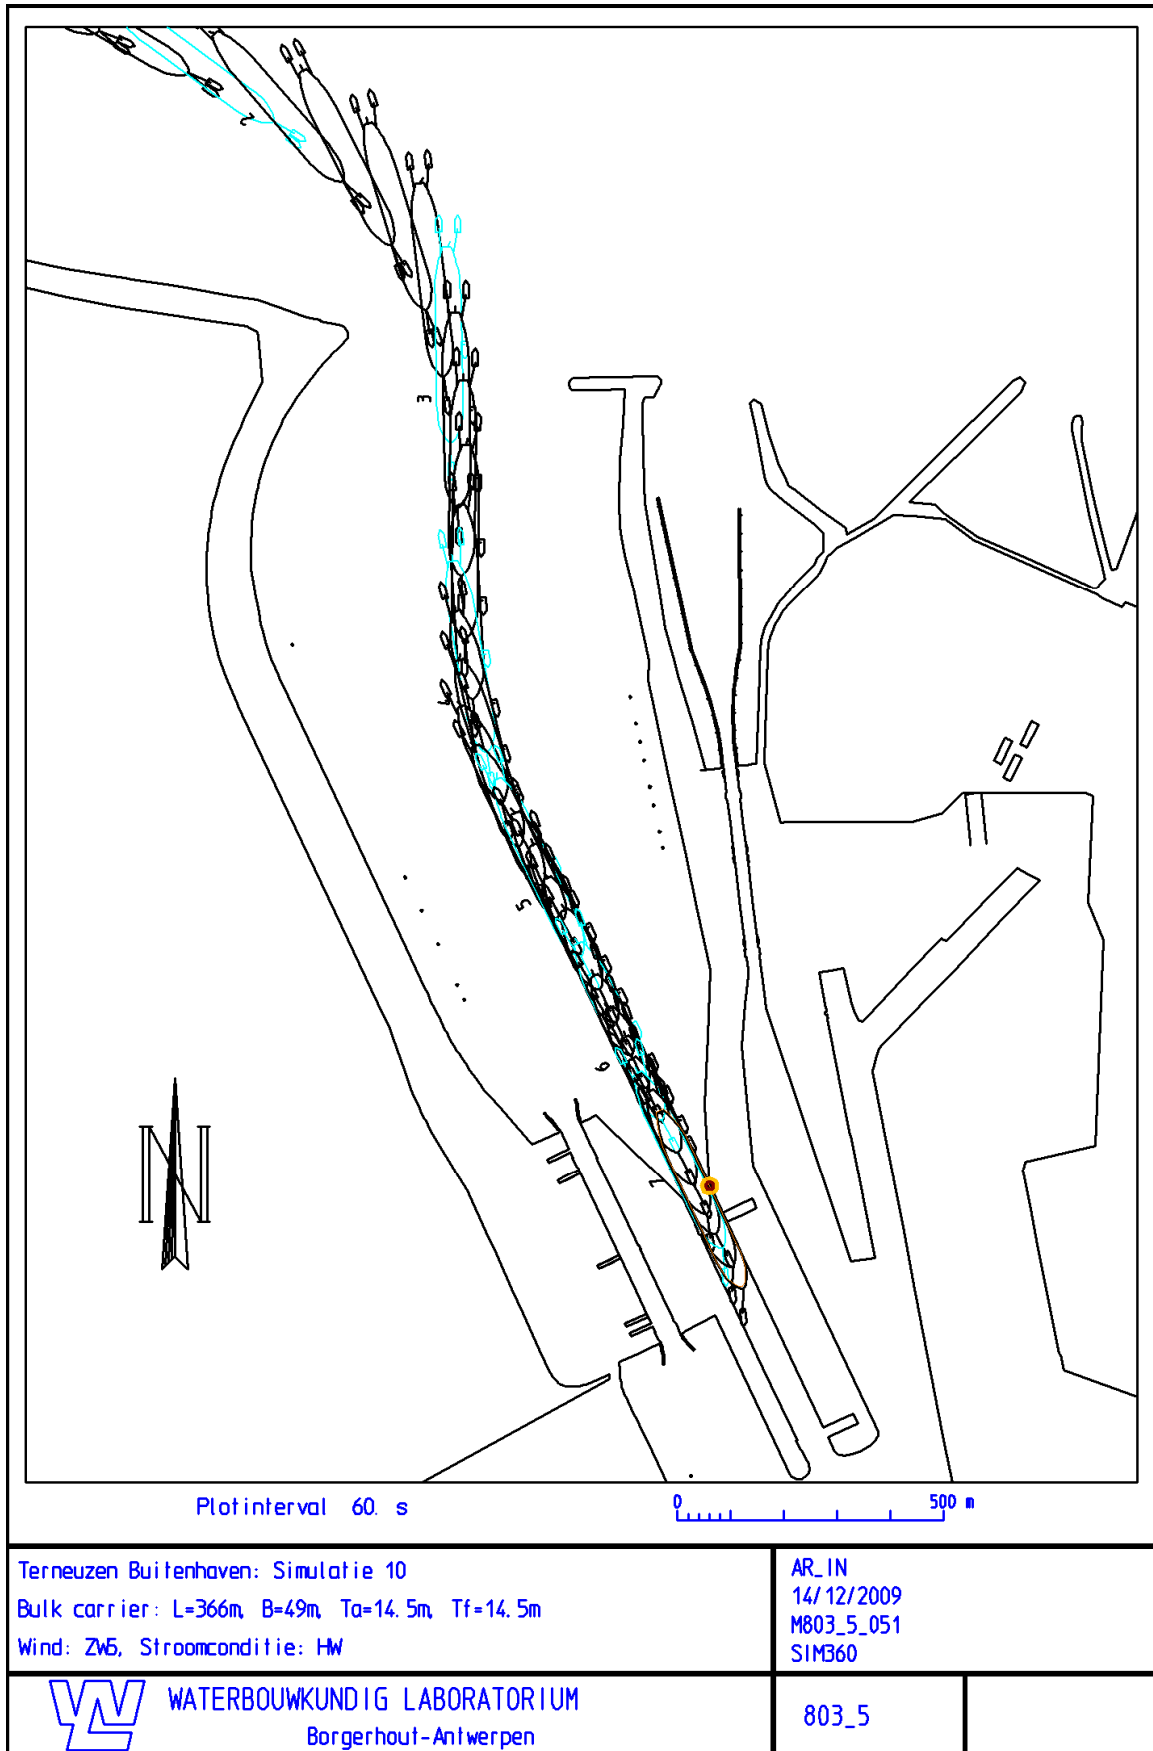 2
3
4
5
6
7
N
Plotinterval 60. s
0 500 m
Terneuzen Buitenhaven: Simulatie 10
Bulk carrier: L=366m, B=49m, Ta=14.5m, Tf=14.5m
Wind: ZW5, Stroomconditie: HW
AR_IN
14/12/2009
M803_5_051
SIM360
WL
WATERBOUWKUNDIG LABORATORIUM
Borgerhout-Antwerpen
803_5